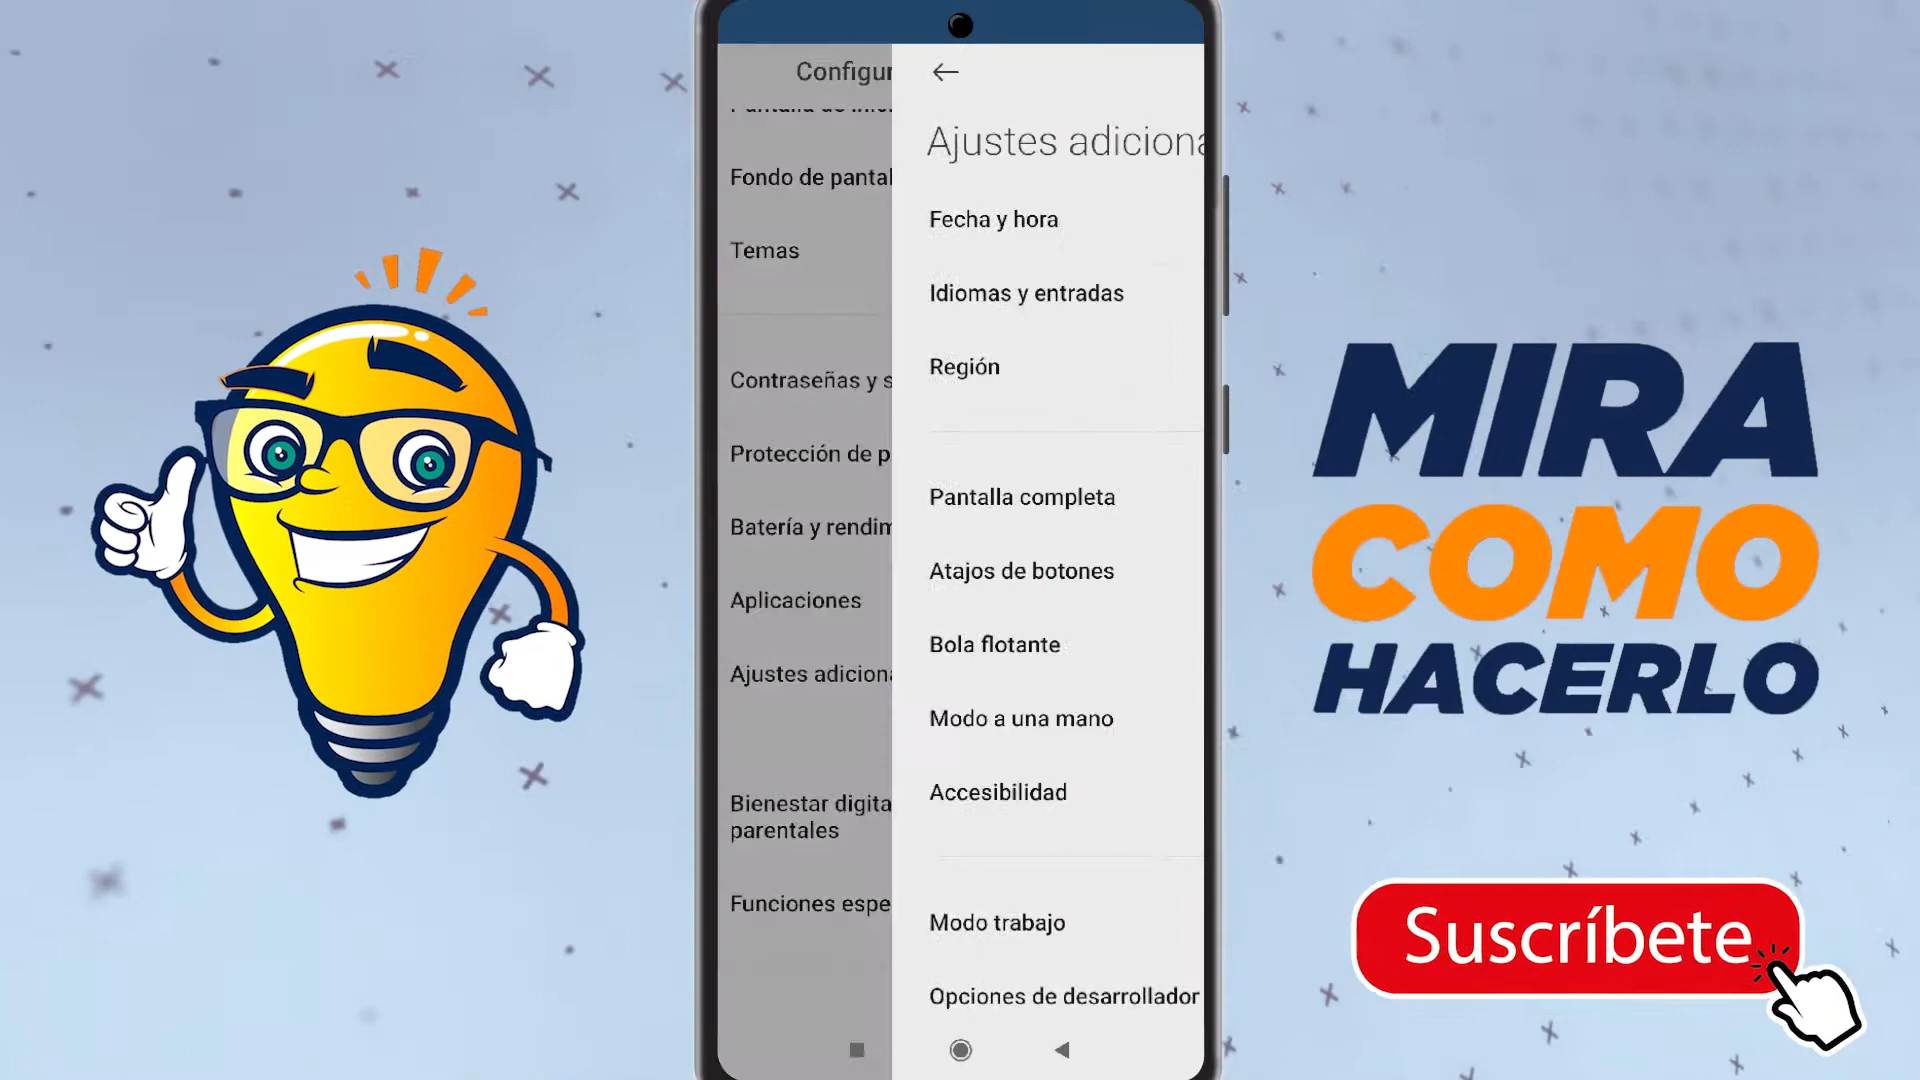 Configur
Fondo de pantal
Temas
Contraseñas y s
Protección de p
Batería y rendim
Aplicaciones
Ajustes adiciona
Bienestar digita
parentales
Funciones espe
Ajustes adiciona
Fecha y hora
Idiomas y entradas
Región
Pantalla completa
Atajos de botones
Bola flotante
Modo a una mano
Accesibilidad
Modo trabajo
Opciones de desarrollador
MIRA
COMO
HACERLO
Suscríbete